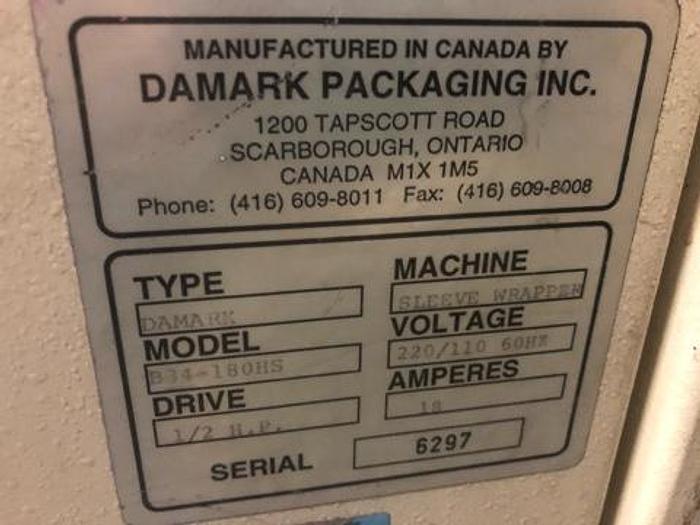 MANUFACTURED IN CANADA BY
DAMARK PACKAGING INC.
1200 TAPSCOTT ROAD
SCARBOROUGH, ONTARIO
CANADA M1X 1M5
Phone: (416) 609-8011 Fax: (416) 609-8008
TYPE
DAMARK
MACHINE
SLEEVE WRAPPER
MODEL
B34-180HS
VOLTAGE
220/110 60HZ
DRIVE
1/2 H.P.
AMPERES
18
SERIAL 6297